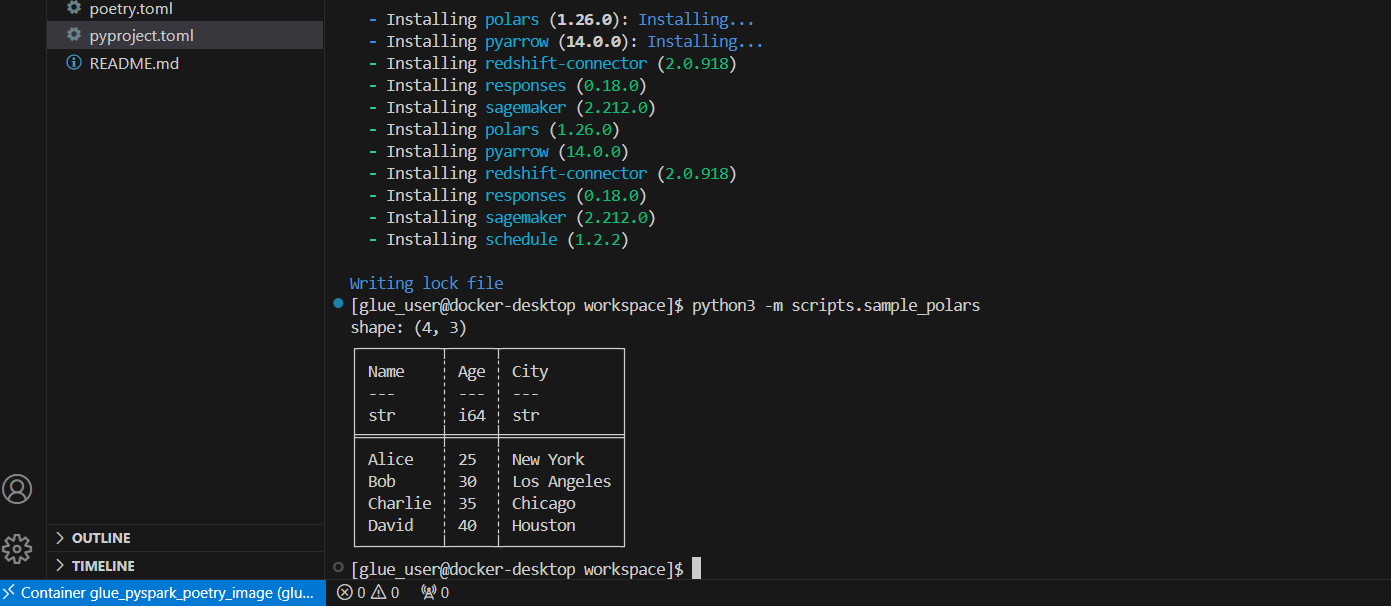 poetry.toml
pyproject.toml
README.md
OUTLINE
TIMELINE
- Installing polars (1.26.0): Installing...
- Installing pyarrow (14.0.0): Installing...
- Installing redshift-connector (2.0.918)
- Installing responses (0.18.0)
- Installing sagemaker (2.212.0)
- Installing polars (1.26.0)
- Installing pyarrow (14.0.0)
- Installing redshift-connector (2.0.918)
- Installing responses (0.18.0)
- Installing sagemaker (2.212.0)
- Installing schedule (1.2.2)
Writing lock file
[glue_user@docker-desktop workspace]$ python3 -m scripts.sample_polars
shape: (4, 3)
Name Age City
--- --- ---
str i64 str
Alice 25 New York
Bob 30 Los Angeles
Charlie 35 Chicago
David 40 Houston
[glue_user@docker-desktop workspace]$
Container glue_pyspark_poetry_image (glu... 0 0 0